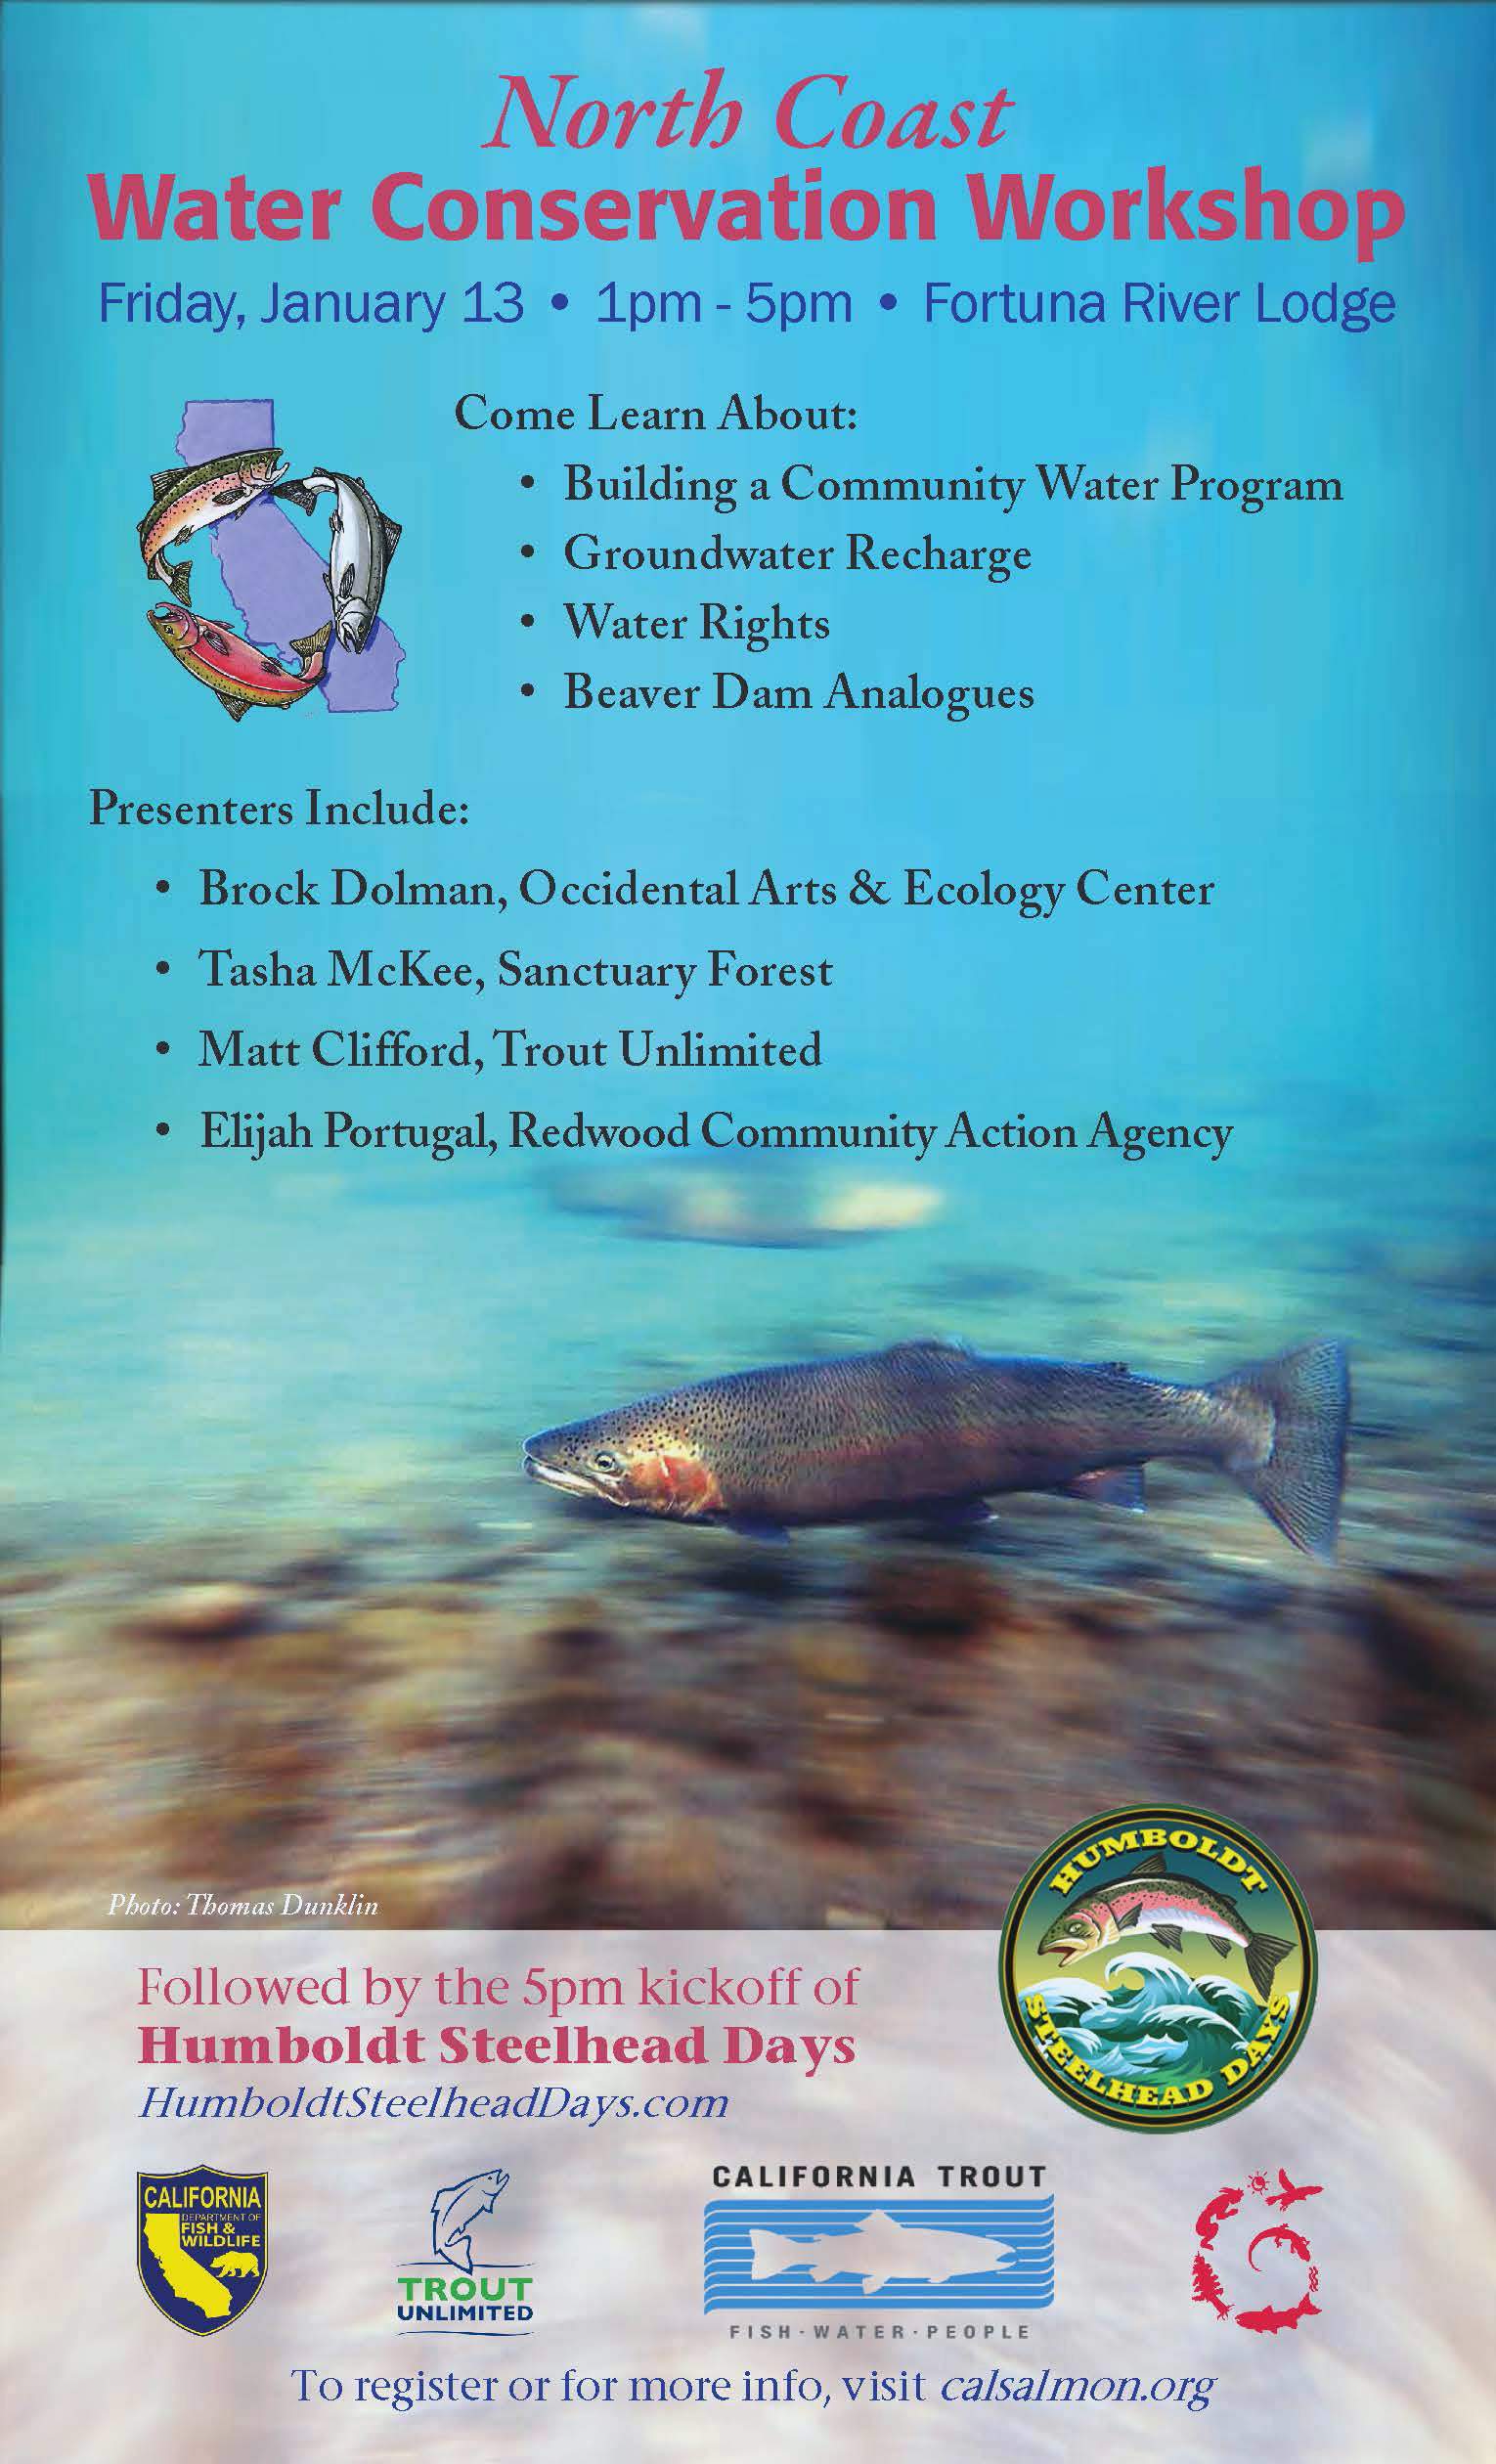 North Coast
Water Conservation Workshop
Friday, January 13 • 1pm - 5pm • Fortuna River Lodge
Come Learn About:
• Building a Community Water Program
• Groundwater Recharge
• Water Rights
• Beaver Dam Analogues
Presenters Include:
• Brock Dolman, Occidental Arts & Ecology Center
• Tasha McKee, Sanctuary Forest
• Matt Clifford, Trout Unlimited
• Elijah Portugal, Redwood Community Action Agency
Photo: Thomas Dunklin
HUMBOLDT
STEELHEAD DAYS
Followed by the 5pm kickoff of
Humboldt Steelhead Days
HumboldtSteelheadDays.com
CALIFORNIA
DEPARTMENT OF
FISH &
WILDLIFE
TROUT
UNLIMITED
CALIFORNIA TROUT
FISH · WATER · PEOPLE
To register or for more info, visit calsalmon.org